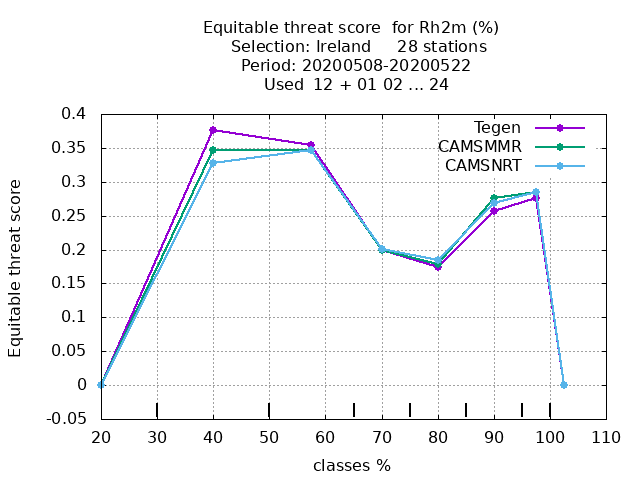 Equitable threat score  for Rh2m (%)
Selection: Ireland     28 stations
Period: 20200508-20200522
Used  12 + 01 02 ... 24
Tegen
CAMSMMR
CAMSNRT
0.4
0.35
0.3
0.25
0.2
0.15
0.1
0.05
0
-0.05
Equitable threat score
20 30 40 50 60 70 80 90 100 110
classes %